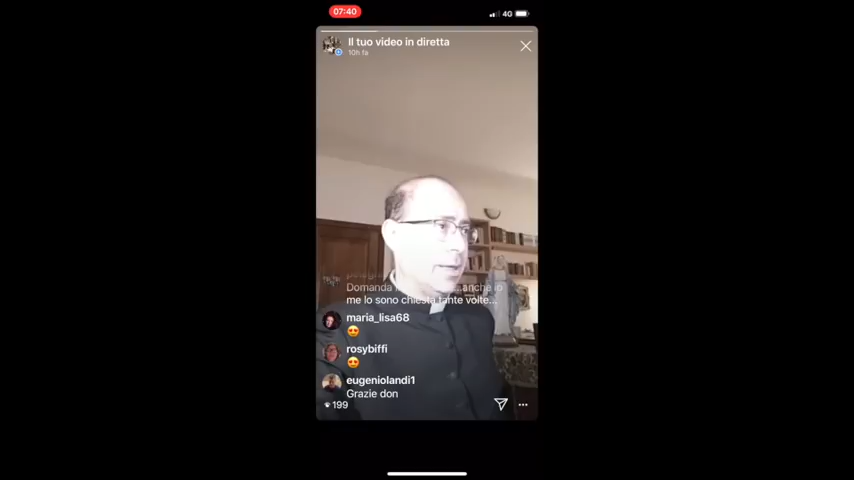 07:40
4G
Il tuo video in diretta
10h fa
Domanda anche io
me lo sono chiesta tante volte...
maria_lisa68
😍
rosybiffi
😍
eugeniolandi1
Grazie don
199